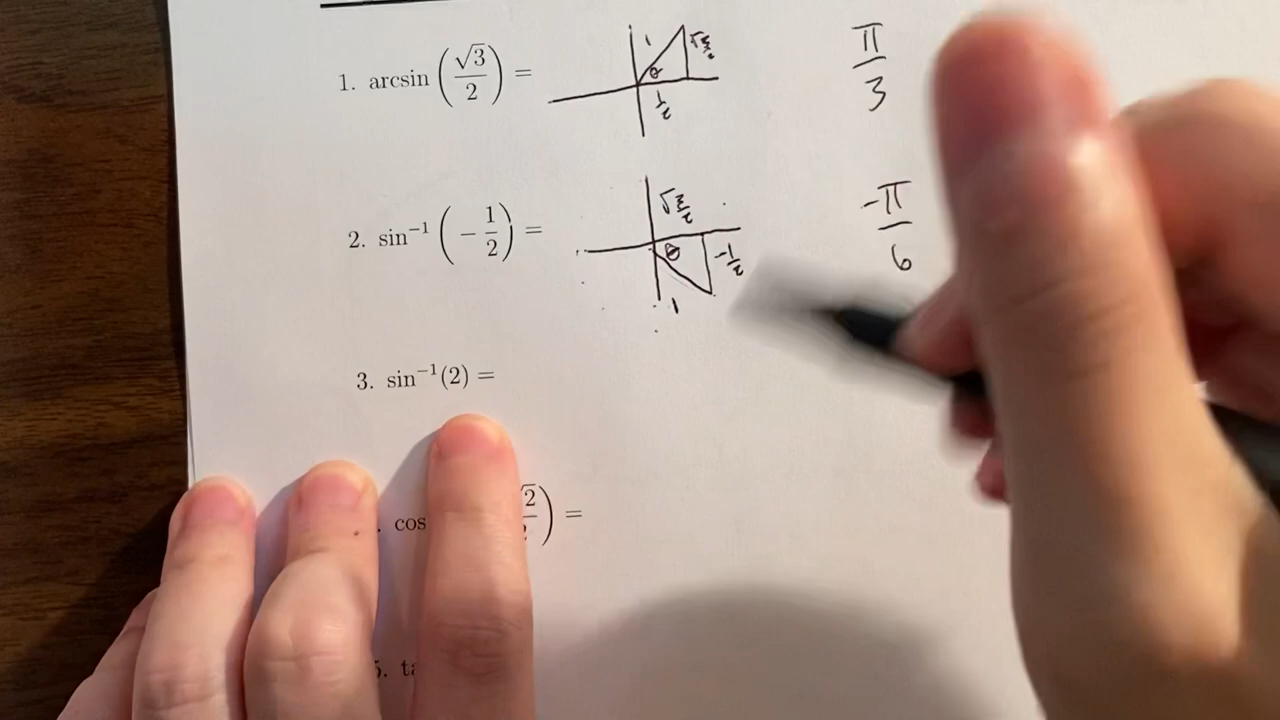 1. arcsin (√3/2) = 1 θ √3/2 1/2 π/3
2. sin⁻¹ (−1/2) = √3/2 θ -1/2 1 -π/6
3. sin⁻¹(2) =
. cos 2 ) =
5. ta